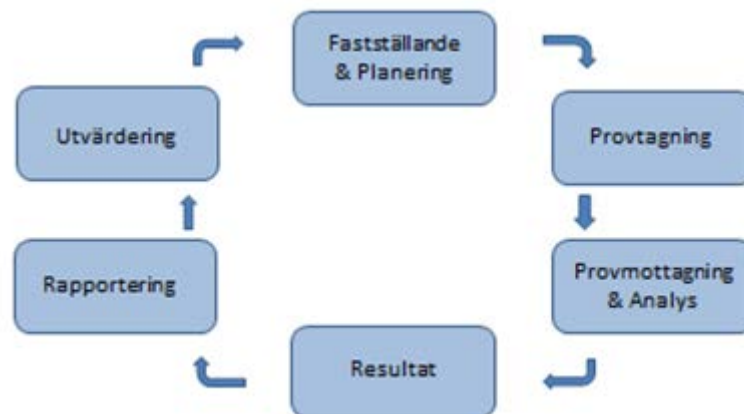 Fastställande
& Planering
Provtagning
Provmottagning
& Analys
Resultat
Rapportering
Utvärdering